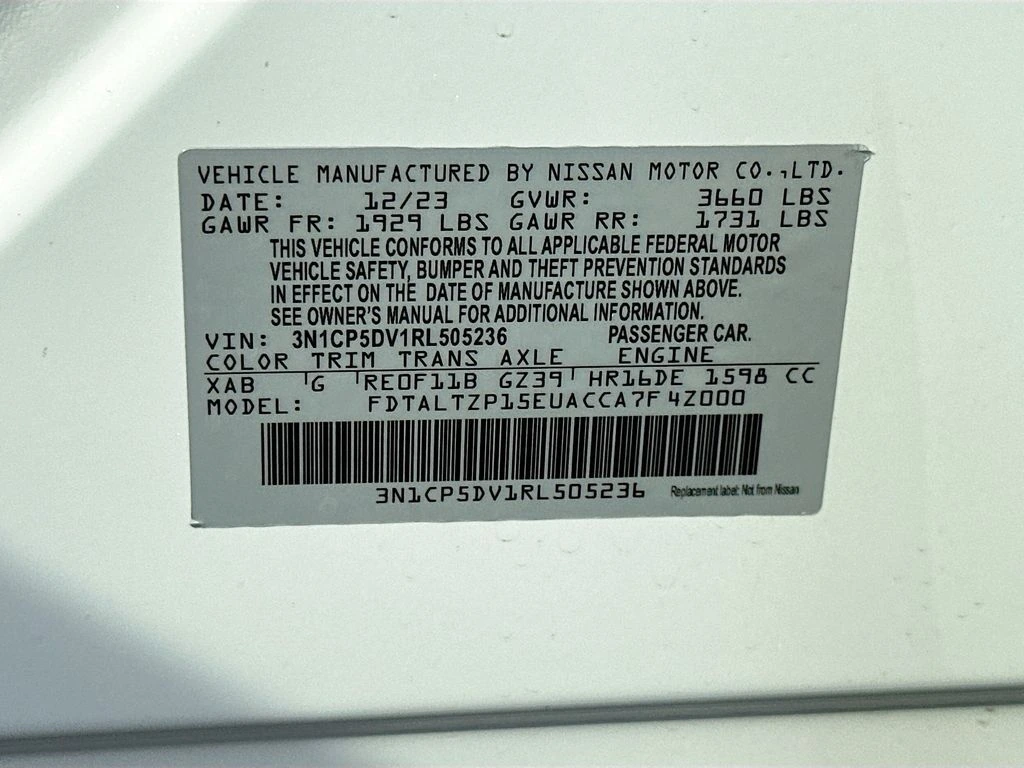 VEHICLE MANUFACTURED BY NISSAN MOTOR CO.,LTD.
DATE: 12/23 GVWR: 3660 LBS
GAWR FR: 1929 LBS GAWR RR: 1731 LBS
THIS VEHICLE CONFORMS TO ALL APPLICABLE FEDERAL MOTOR
VEHICLE SAFETY, BUMPER AND THEFT PREVENTION STANDARDS
IN EFFECT ON THE DATE OF MANUFACTURE SHOWN ABOVE.
SEE OWNER'S MANUAL FOR ADDITIONAL INFORMATION.
VIN: 3N1CP5DV1RL505236 PASSENGER CAR.
COLOR TRIM TRANS AXLE ENGINE
XAB G RE0F11B GZ39 HR16DE 1598 CC
MODEL: FDTALTZP15EUACCA7F4Z000
3N1CP5DV1RL505236 Replacement label: Not from Nissan